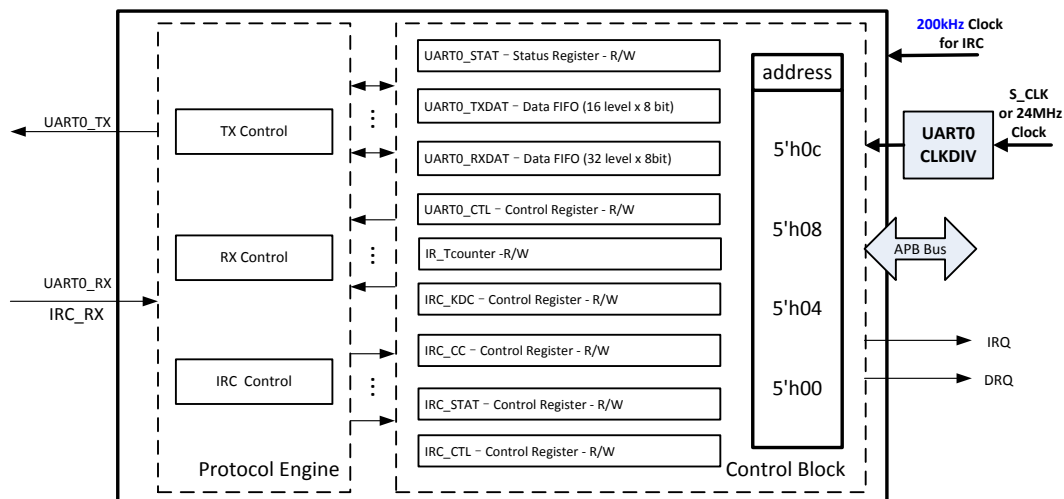 200kHz Clock
for IRC
UART0_STAT – Status Register - R/W
address
UART0_TXDAT – Data FIFO (16 level x 8 bit)
S_CLK
or 24MHz
Clock
UART0_TX
TX Control
UART0
CLKDIV
UART0_RXDAT – Data FIFO (32 level x 8bit)
5'h0c
UART0_CTL – Control Register - R/W
5'h08
RX Control
IR_Tcounter -R/W
APB Bus
UART0_RX
IRC_RX
IRC_KDC – Control Register - R/W
5'h04
IRC_CC – Control Register - R/W
IRQ
IRC Control
DRQ
5'h00
IRC_STAT – Control Register - R/W
IRC_CTL – Control Register - R/W
Protocol Engine
Control Block